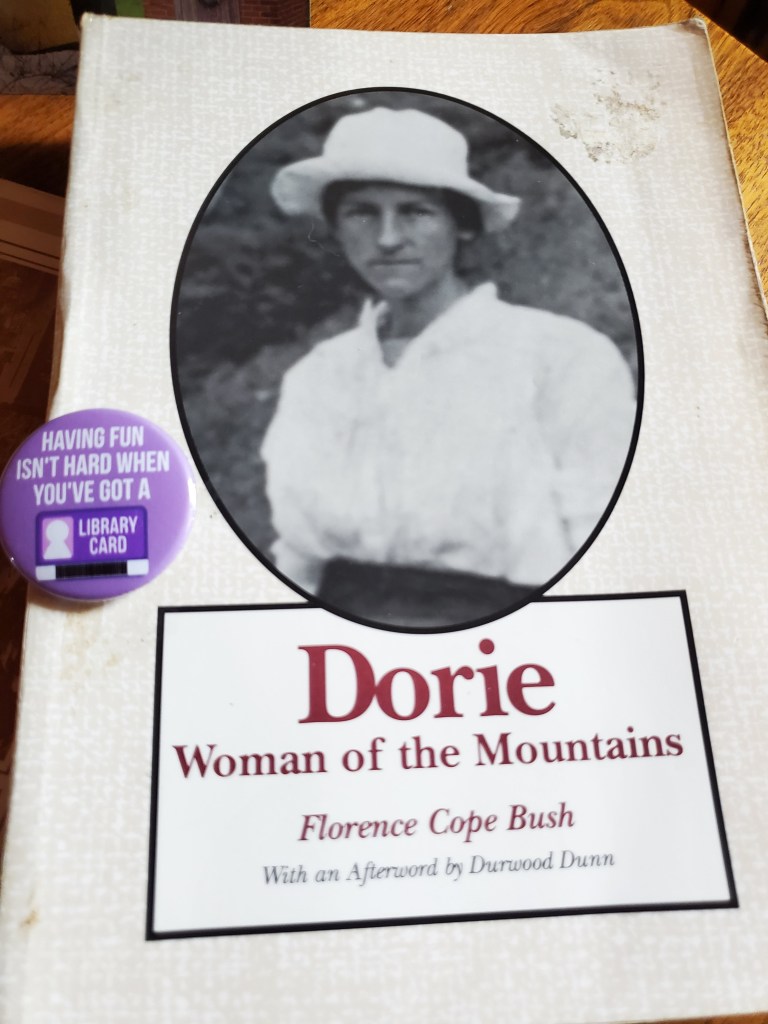 HAVING FUN
ISN'T HARD WHEN
YOU'VE GOT A
LIBRARY
CARD
Dorie
Woman of the Mountains
Florence Cope Bush
With an Afterword by Durwood Dunn